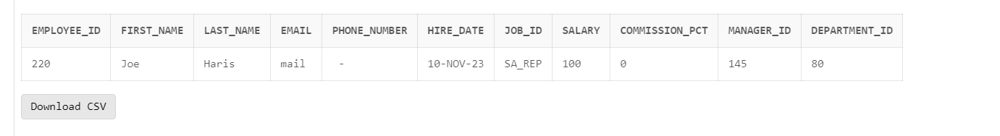 EMPLOYEE_ID FIRST_NAME LAST_NAME EMAIL PHONE_NUMBER HIRE_DATE JOB_ID SALARY COMMISSION_PCT MANAGER_ID DEPARTMENT_ID
220 Joe Haris mail - 10-NOV-23 SA_REP 100 0 145 80
Download CSV